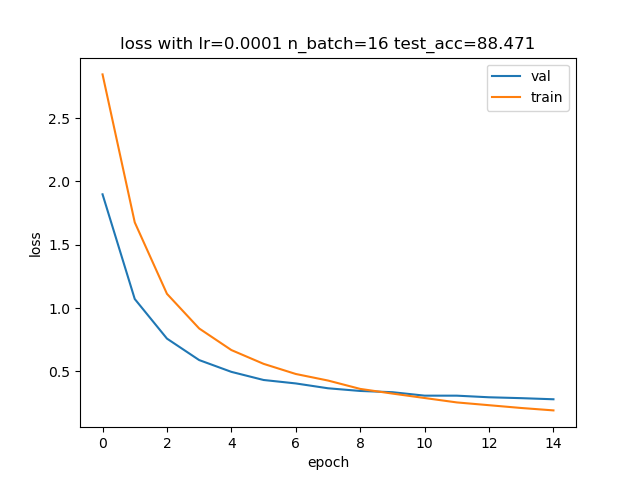 loss with lr=0.0001 n_batch=16 test_acc=88.471
val
train
2.5
2.0
1.5
1.0
0.5
loss
0 2 4 6 8 10 12 14
epoch